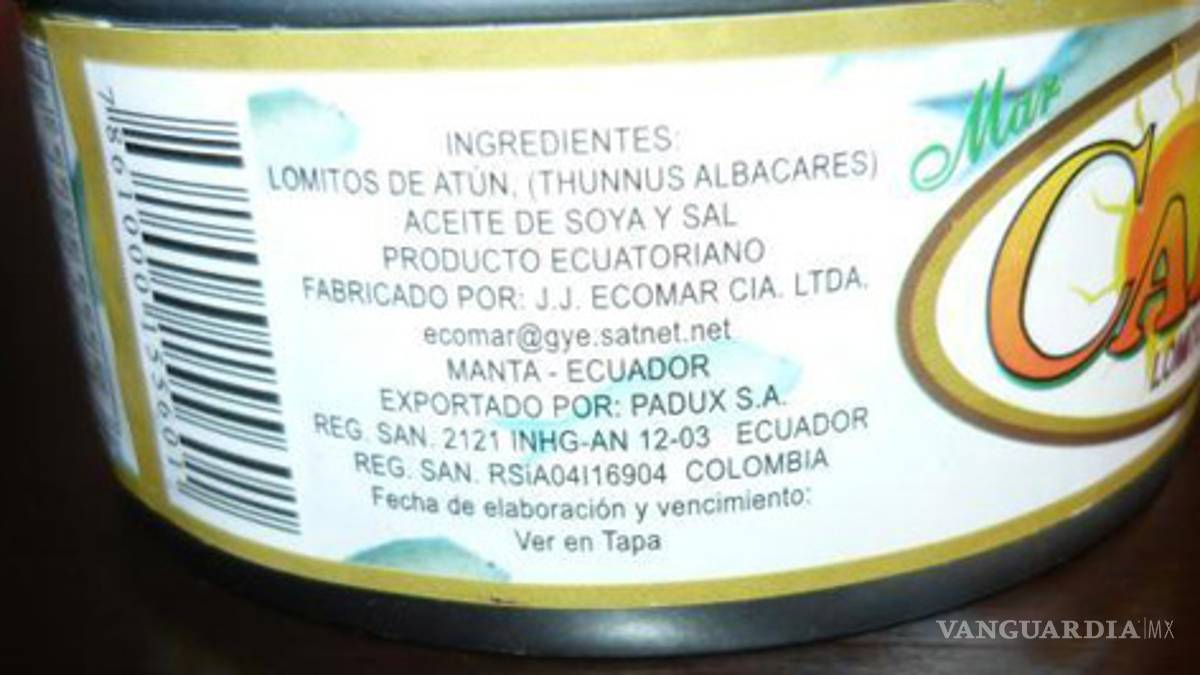 INGREDIENTES:
LOMITOS DE ATÚN, (THUNNUS ALBACARES)
ACEITE DE SOYA Y SAL
PRODUCTO ECUATORIANO
FABRICADO POR: J.J. ECOMAR CIA. LTDA.
ecomar@gye.satnet.net
MANTA - ECUADOR
EXPORTADO POR: PADUX S.A.
REG. SAN. 2121 INHG-AN 12-03 ECUADOR
REG. SAN. RSiA04I16904 COLOMBIA
Fecha de elaboración y vencimiento:
Ver en Tapa
Mar
VANGUARDIA|MX